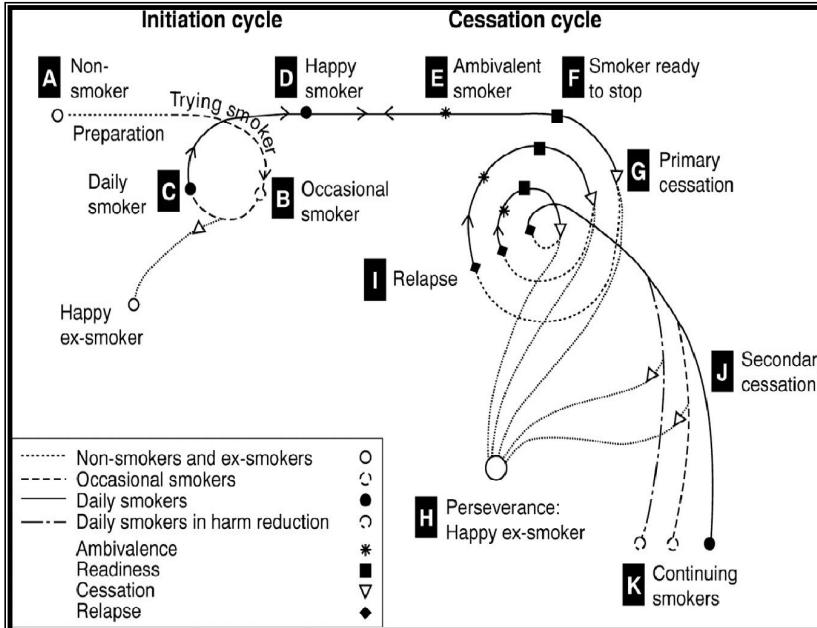 Initiation cycle
Cessation cycle
A
Non-
smoker
D
Happy
smoker
E
Ambivalent
smoker
F
Smoker ready
to stop
Trying smoker
Preparation
G
Primary
cessation
Daily
smoker
C
B
Occasional
smoker
I
Relapse
Happy
ex-smoker
J
Secondar
cessation
H
Perseverance:
Happy ex-smoker
K
Continuing
smokers
Non-smokers and ex-smokers
Occasional smokers
Daily smokers
Daily smokers in harm reduction
Ambivalence
Readiness
Cessation
Relapse